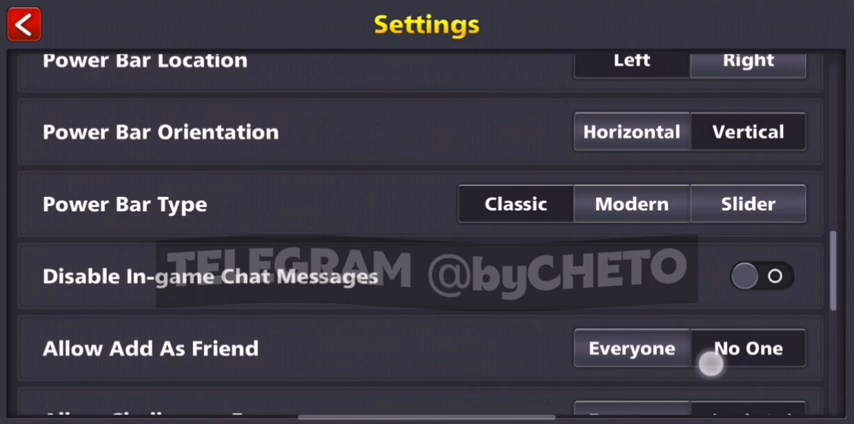 Settings
Power Bar Location Left Right
Power Bar Orientation Horizontal Vertical
Power Bar Type Classic Modern Slider
Disable In-game Chat Messages
TELEGRAM @byCHETO
Allow Add As Friend Everyone No One